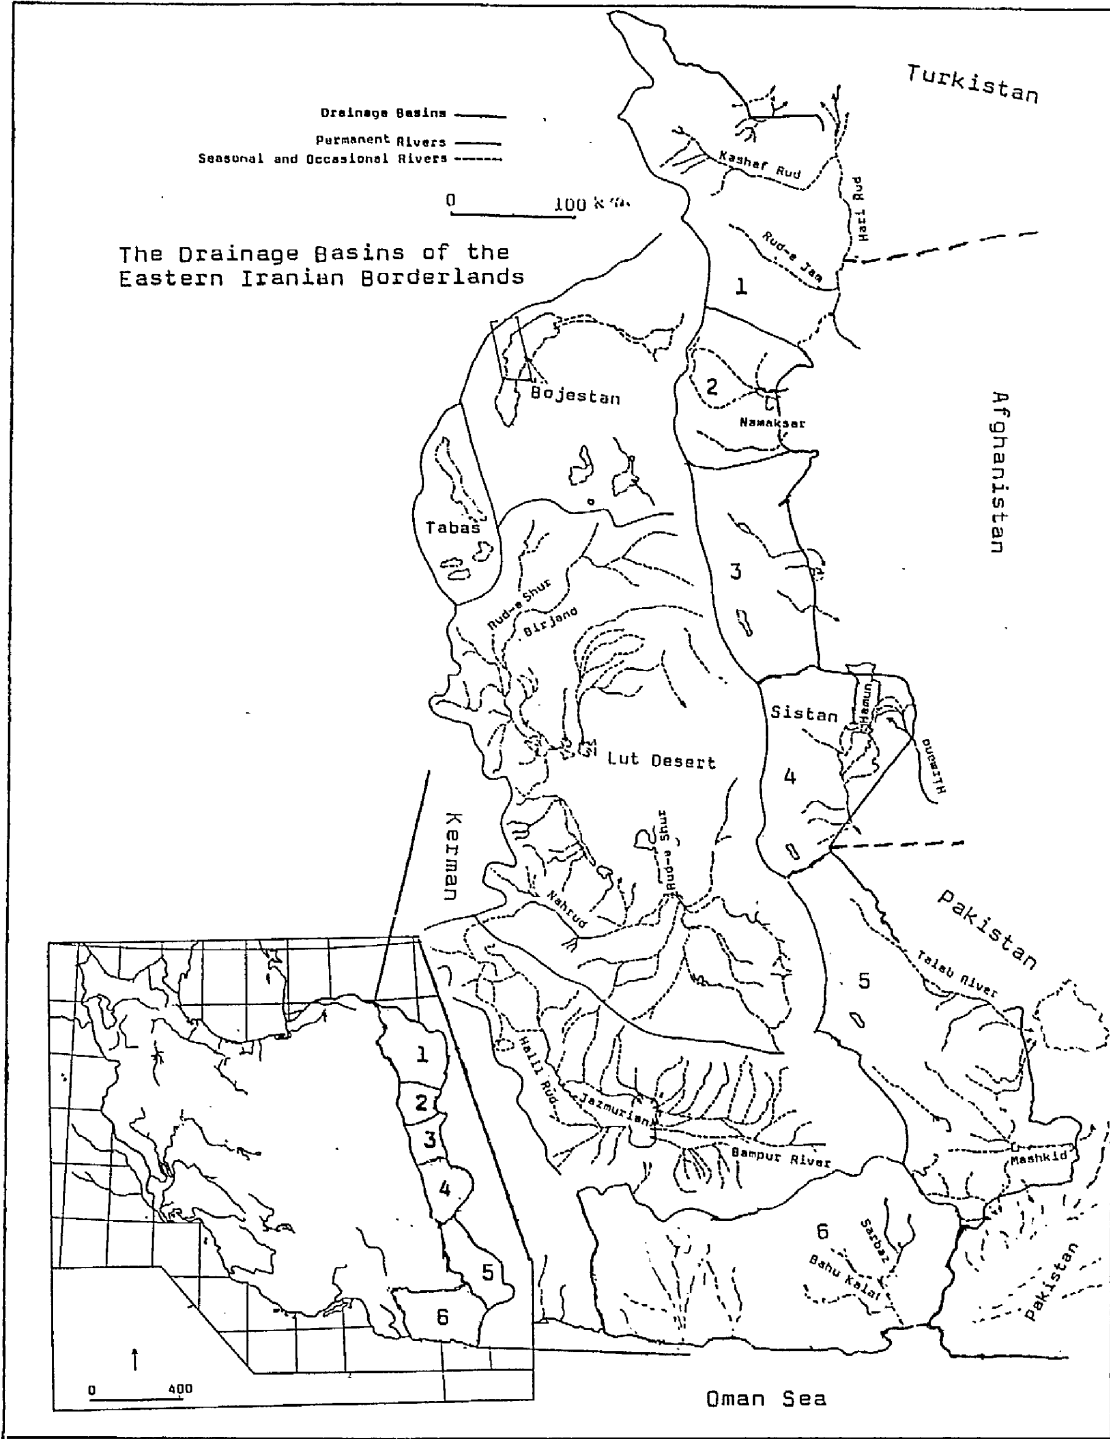 Turkistan
Drainage Basins
Permanent Rivers
Seasonal and Occasional Rivers
0 100
Kashaf Rud
Hari Rud
The Drainage Basins of the
Eastern Iranian Borderlands
Rud-e Jam
1
2
Bojestan
Namaksar
Afghanistan
Tabas
3
Rud-e Shur
Birjand
Sistan
Hamun
Hirmand
Lut Desert
4
Kerman
Rud-e Shur
Nahrud
Pakistan
Talab River
5
Halil Rud
Jazmurian
Bampur River
Mashkid
6
Sarbaz
Bahu Kalat
Pakistan
Oman Sea
1
2
3
4
5
6
0 400